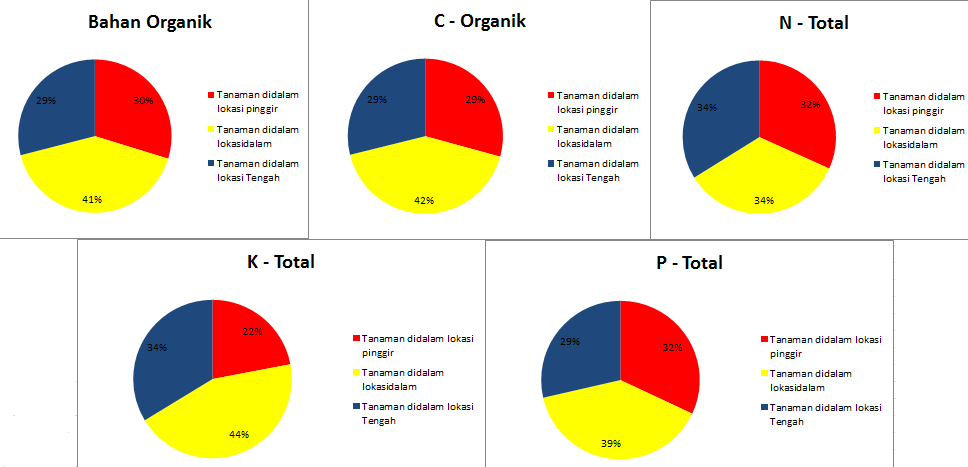 Bahan Organik
29%
30%
41%
Tanaman didalam
lokasi pinggir
Tanaman didalam
lokasidalam
Tanaman didalam
lokasi Tengah
C - Organik
29%
29%
42%
Tanaman didalam
lokasi pinggir
Tanaman didalam
lokasidalam
Tanaman didalam
lokasi Tengah
N - Total
34%
32%
34%
Tanaman didalam
lokasi pinggir
Tanaman didalam
lokasidalam
Tanaman didalam
lokasi Tengah
K - Total
22%
34%
44%
Tanaman didalam lokasi
pinggir
Tanaman didalam
lokasidalam
Tanaman didalam lokasi
Tengah
P - Total
29%
32%
39%
Tanaman didalam lokasi
pinggir
Tanaman didalam
lokasidalam
Tanaman didalam lokasi
Tengah